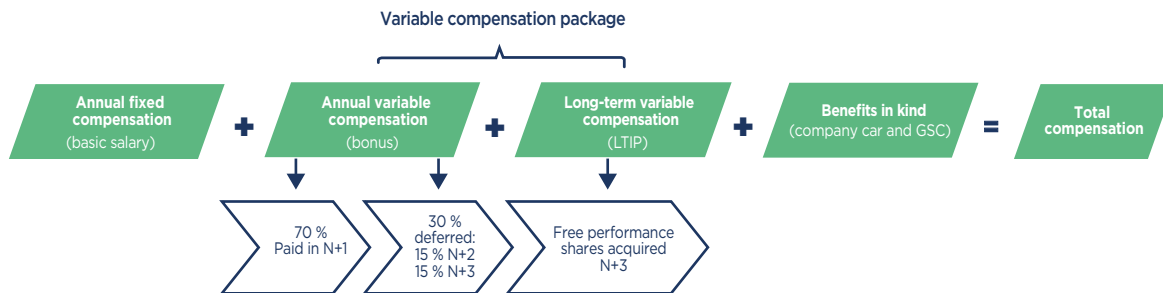 Variable compensation package
Annual fixed
compensation
(basic salary)
+
Annual variable
compensation
(bonus)
+
Long-term variable
compensation
(LTIP)
+
Benefits in kind
(company car and GSC)
=
Total
compensation
70 %
Paid in N+1
30 %
deferred:
15 % N+2
15 % N+3
Free performance
shares acquired
N+3